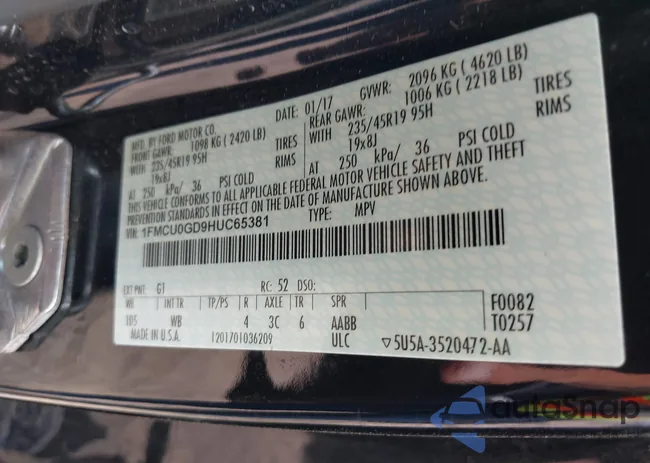 MFD. BY FORD MOTOR CO.
DATE: 01/17 GVWR: 2096 KG ( 4620 LB)
FRONT GAWR: 1098 KG ( 2420 LB) REAR GAWR: 1006 KG ( 2218 LB)
WITH 235/45R19 95H TIRES WITH 235/45R19 95H TIRES
19x8J RIMS 19x8J RIMS
AT 250 kPa/ 36 PSI COLD AT 250 kPa/ 36 PSI COLD
THIS VEHICLE CONFORMS TO ALL APPLICABLE FEDERAL MOTOR VEHICLE SAFETY AND THEFT
PREVENTION STANDARDS IN EFFECT ON THE DATE OF MANUFACTURE SHOWN ABOVE.
VIN: 1FMCU0GD9HUC65381 TYPE: MPV
EXT PNT: G1 RC: 52 DSO:
WB INT TR TP/PS R AXLE TR SPR F0082
105 WB 4 3C 6 AABB T0257
MADE IN U.S.A. 1201701036209 ULC ▽5U5A-3520472-AA
autoSnap